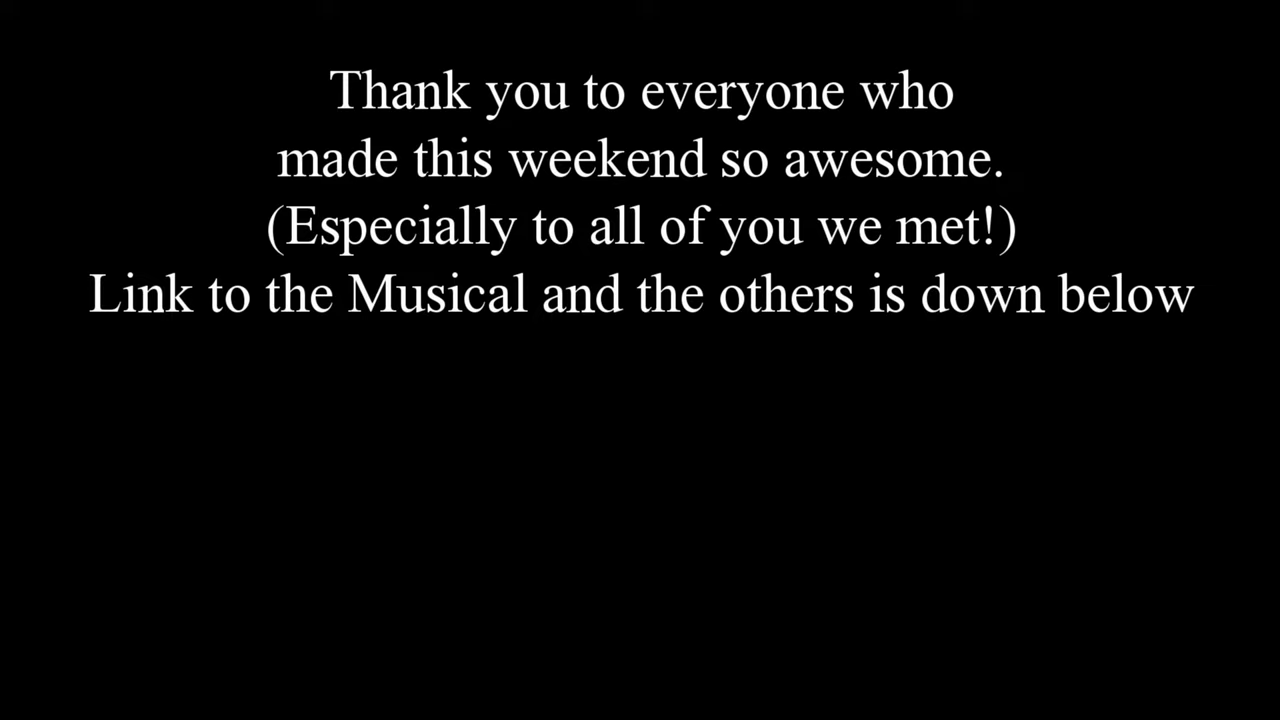 Thank you to everyone who
made this weekend so awesome.
(Especially to all of you we met!)
Link to the Musical and the others is down below